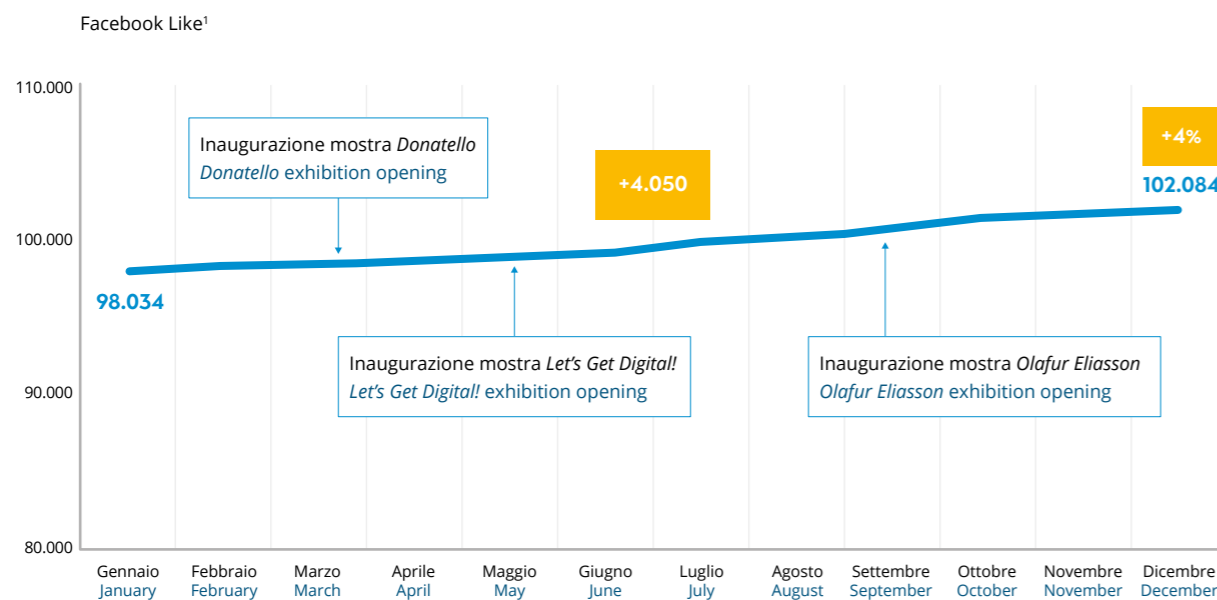 Facebook Like¹
110.000
100.000
90.000
80.000
Inaugurazione mostra Donatello
Donatello exhibition opening
+4.050
+4%
102.084
98.034
Inaugurazione mostra Let’s Get Digital!
Let’s Get Digital! exhibition opening
Inaugurazione mostra Olafur Eliasson
Olafur Eliasson exhibition opening
Gennaio
January
Febbraio
February
Marzo
March
Aprile
April
Maggio
May
Giugno
June
Luglio
July
Agosto
August
Settembre
September
Ottobre
October
Novembre
November
Dicembre
December